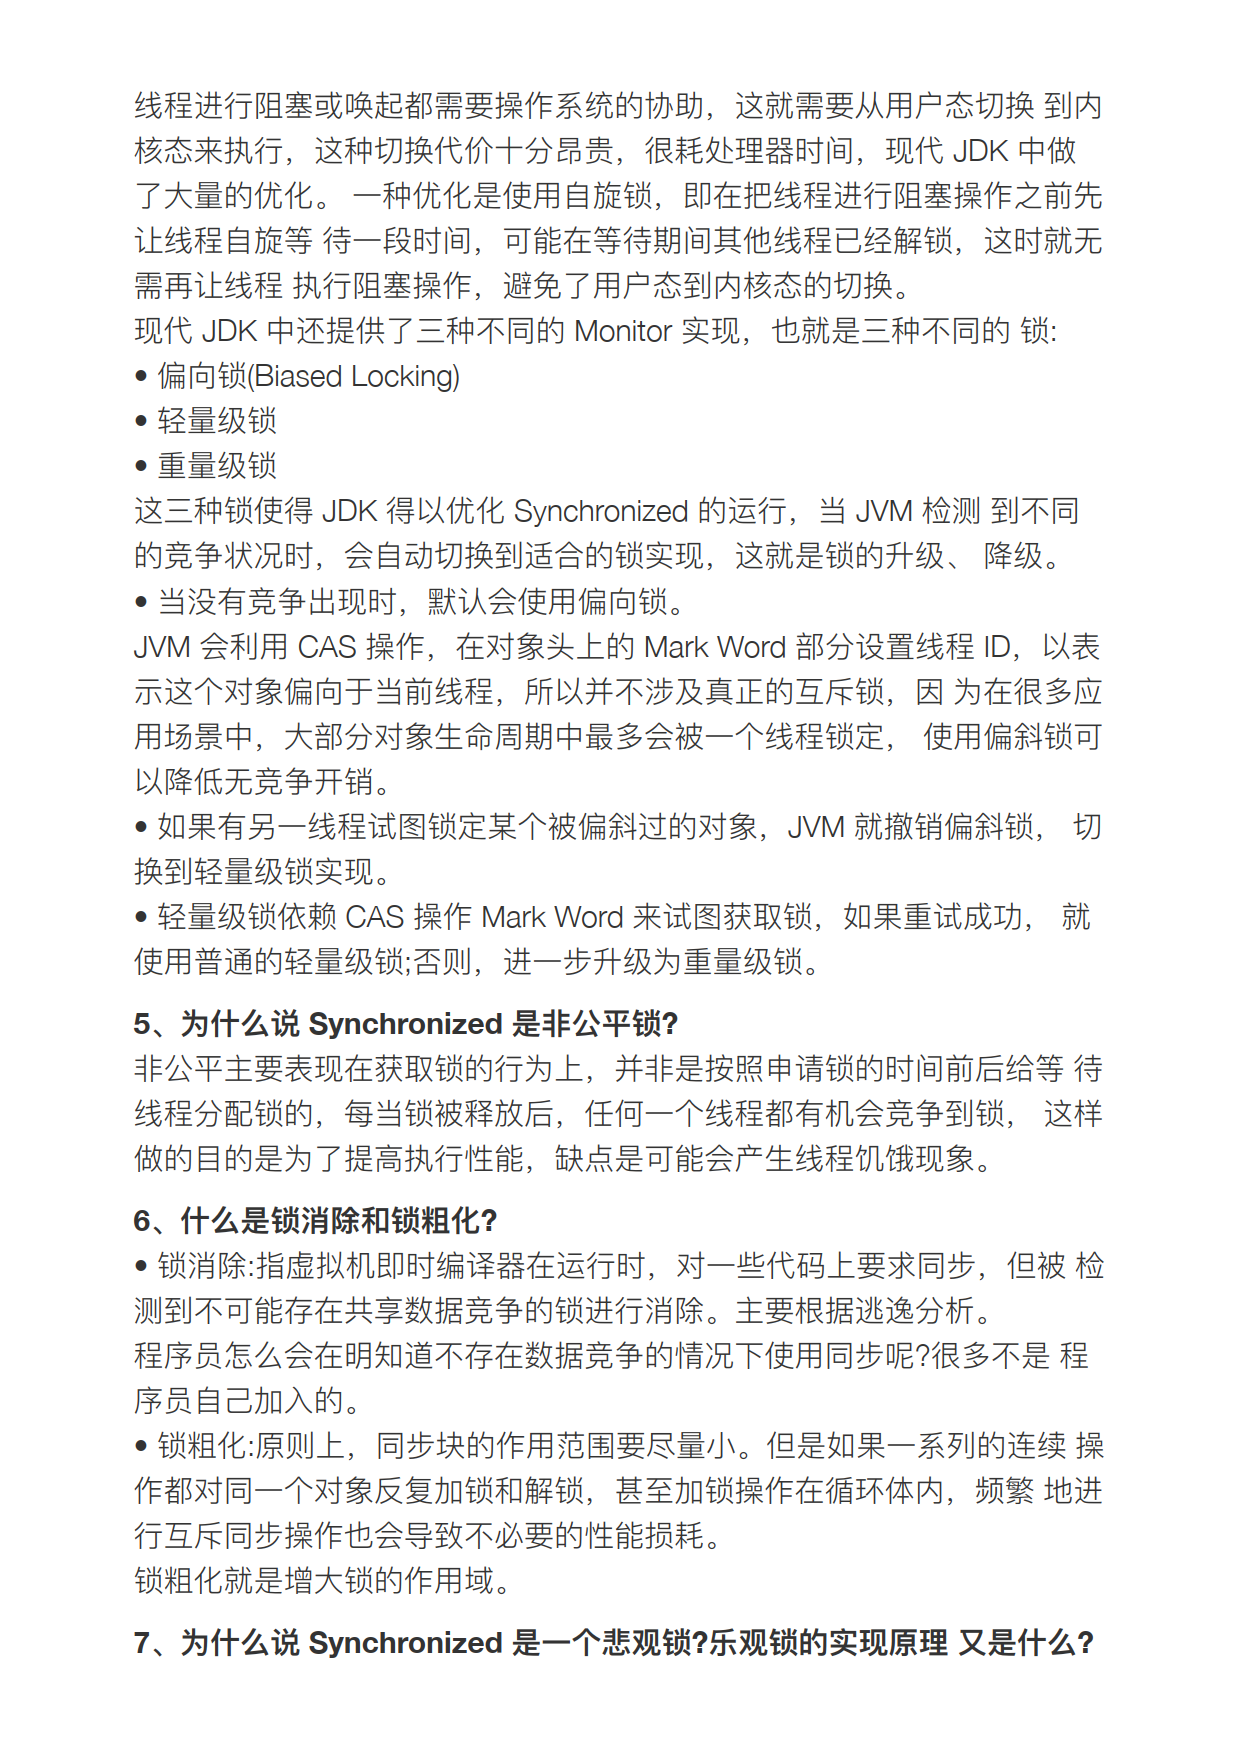 线程进行阻塞或唤起都需要操作系统的协助，这就需要从用户态切换 到内
核态来执行，这种切换代价十分昂贵，很耗处理器时间，现代 JDK 中做
了大量的优化。 一种优化是使用自旋锁，即在把线程进行阻塞操作之前先
让线程自旋等 待一段时间，可能在等待期间其他线程已经解锁，这时就无
需再让线程 执行阻塞操作，避免了用户态到内核态的切换。
现代 JDK 中还提供了三种不同的 Monitor 实现，也就是三种不同的 锁:
• 偏向锁(Biased Locking)
• 轻量级锁
• 重量级锁
这三种锁使得 JDK 得以优化 Synchronized 的运行，当 JVM 检测 到不同
的竞争状况时，会自动切换到适合的锁实现，这就是锁的升级、 降级。
• 当没有竞争出现时，默认会使用偏向锁。
JVM 会利用 CAS 操作，在对象头上的 Mark Word 部分设置线程 ID，以表
示这个对象偏向于当前线程，所以并不涉及真正的互斥锁，因 为在很多应
用场景中，大部分对象生命周期中最多会被一个线程锁定， 使用偏斜锁可
以降低无竞争开销。
• 如果有另一线程试图锁定某个被偏斜过的对象，JVM 就撤销偏斜锁， 切
换到轻量级锁实现。
• 轻量级锁依赖 CAS 操作 Mark Word 来试图获取锁，如果重试成功， 就
使用普通的轻量级锁;否则，进一步升级为重量级锁。
5、为什么说 Synchronized 是非公平锁?
非公平主要表现在获取锁的行为上，并非是按照申请锁的时间前后给等 待
线程分配锁的，每当锁被释放后，任何一个线程都有机会竞争到锁， 这样
做的目的是为了提高执行性能，缺点是可能会产生线程饥饿现象。
6、什么是锁消除和锁粗化?
• 锁消除:指虚拟机即时编译器在运行时，对一些代码上要求同步，但被 检
测到不可能存在共享数据竞争的锁进行消除。主要根据逃逸分析。
程序员怎么会在明知道不存在数据竞争的情况下使用同步呢?很多不是 程
序员自己加入的。
• 锁粗化:原则上，同步块的作用范围要尽量小。但是如果一系列的连续 操
作都对同一个对象反复加锁和解锁，甚至加锁操作在循环体内，频繁 地进
行互斥同步操作也会导致不必要的性能损耗。
锁粗化就是增大锁的作用域。
7、为什么说 Synchronized 是一个悲观锁?乐观锁的实现原理 又是什么?